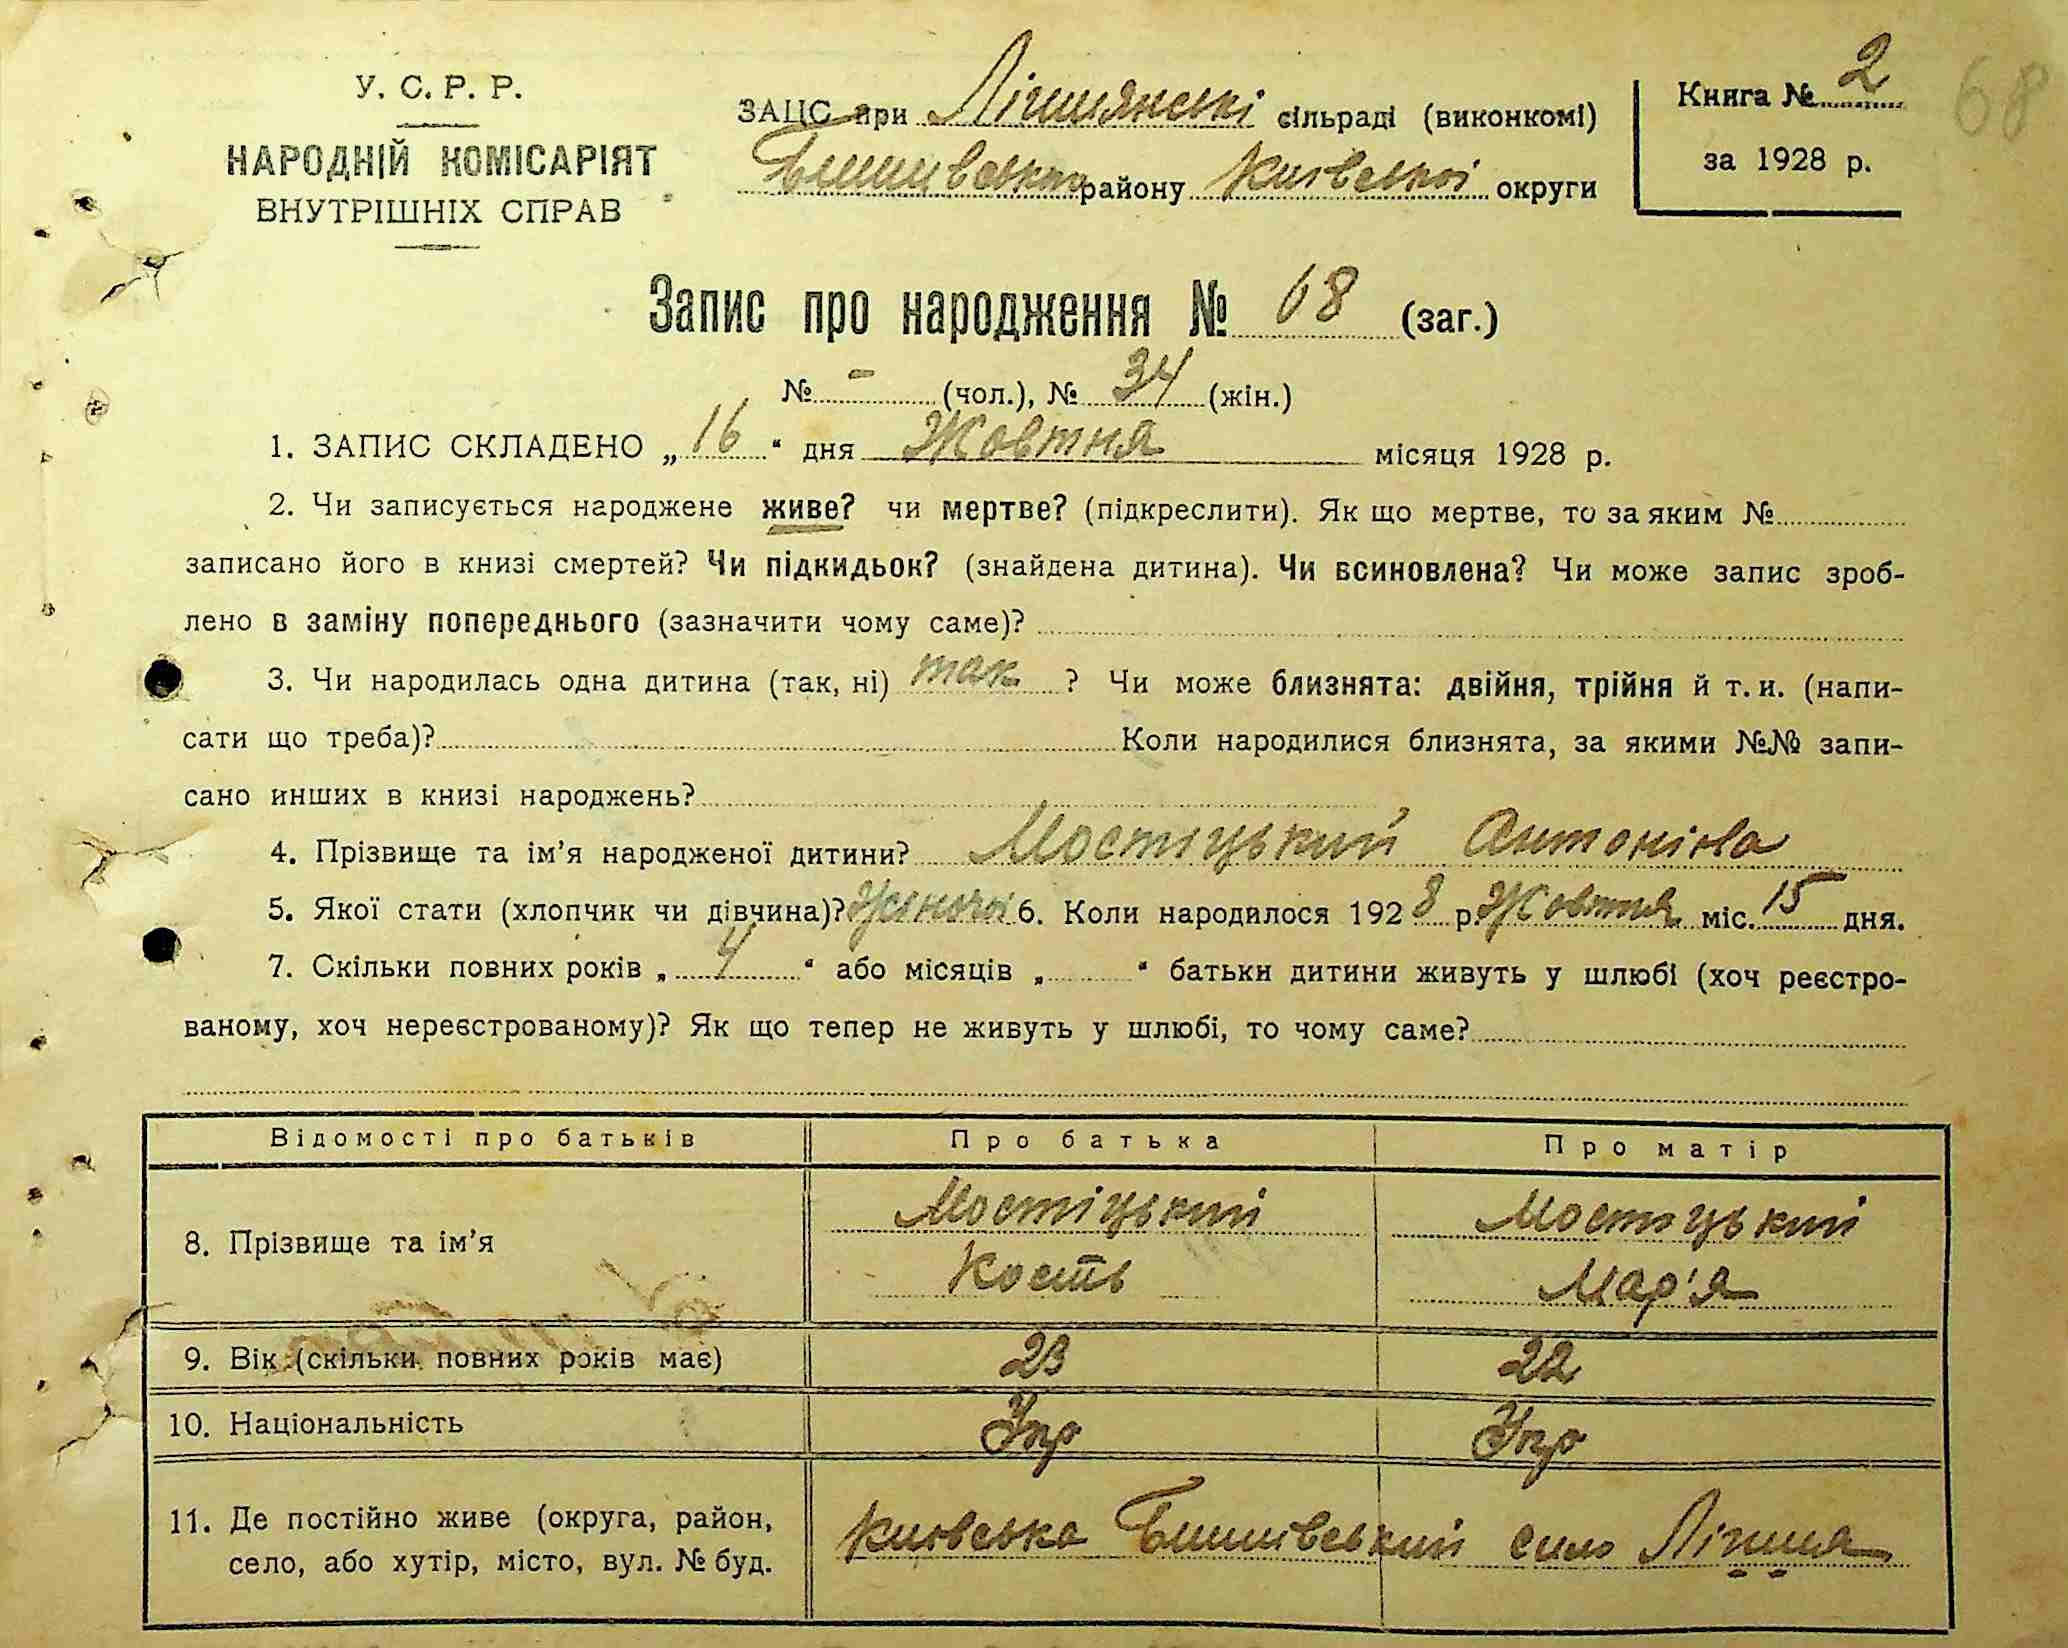 У. С. Р. Р.
НАРОДНІЙ КОМІСАРІЯТ
ВНУТРІШНІХ СПРАВ
ЗАЦС при сільраді (виконкомі)
району Київської округи
Книга № 2
за 1928 р.
68
Запис про народження № 68 (заг.)
№ - (чол.), № 34 (жін.)
1. ЗАПИС СКЛАДЕНО „ 16 “ дня Жовтня місяця 1928 р.
2. Чи записується народжене живе? чи мертве? (підкреслити). Як що мертве, то за яким №
записано його в книзі смертей? Чи підкидьок? (знайдена дитина). Чи всиновлена? Чи може запис зроб-
лено в заміну попереднього (зазначити чому саме)?
3. Чи народилась одна дитина (так, ні) так ? Чи може близнята: двійня, трійня й т. и. (напи-
сати що треба)? Коли народилися близнята, за якими №№ запи-
сано инших в книзі народжень?
4. Прізвище та ім’я народженої дитини? Мостіцький Антоніна
5. Якої стати (хлопчик чи дівчина)? 6. Коли народилося 1928 р. Жовтня міс. 15 дня.
7. Скільки повних років „ 4 “ або місяців „ “ батьки дитини живуть у шлюбі (хоч реєстро-
ваному, хоч нереєстрованому)? Як що тепер не живуть у шлюбі, то чому саме?
Відомості про батьків Про батька Про матір
8. Прізвище та ім’я Мостіцький Кость Мостицький Мар'я
9. Вік (скільки повних років має) 23 22
10. Національність Укр Укр
11. Де постійно живе (округа, район,
село, або хутір, місто, вул. № буд. Київська село